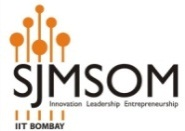 SJMSOM
Innovation Leadership Entrepreneurship
IIT BOMBAY